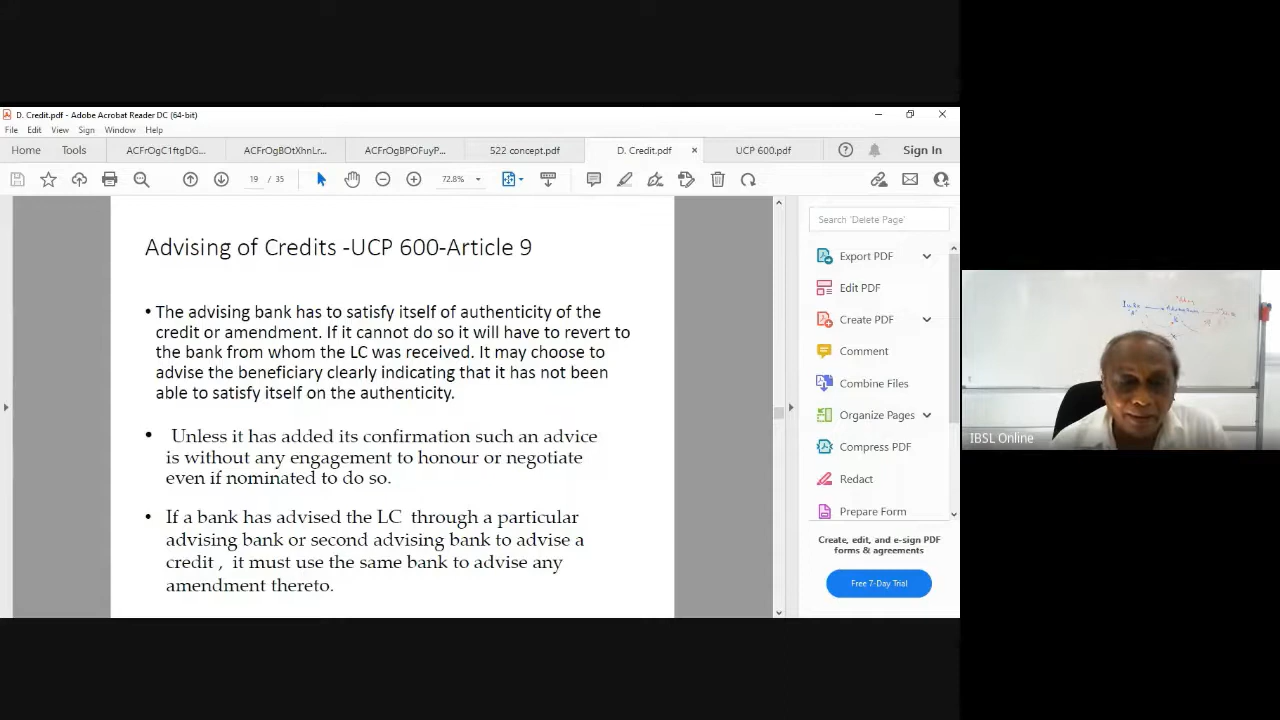 D. Credit.pdf - Adobe Acrobat Reader DC (64-bit)
File Edit View Sign Window Help
Home Tools ACFrOgC1ftgDG... ACFrOgBOtXhnLr... ACFrOgBPOFuyP... 522 concept.pdf D. Credit.pdf × UCP 600.pdf Sign In
19 / 35 72.8%
Advising of Credits -UCP 600-Article 9
• The advising bank has to satisfy itself of authenticity of the
credit or amendment. If it cannot do so it will have to revert to
the bank from whom the LC was received. It may choose to
advise the beneficiary clearly indicating that it has not been
able to satisfy itself on the authenticity.
• Unless it has added its confirmation such an advice
is without any engagement to honour or negotiate
even if nominated to do so.
• If a bank has advised the LC through a particular
advising bank or second advising bank to advise a
credit , it must use the same bank to advise any
amendment thereto.
Search 'Delete Page'
Export PDF
Edit PDF
Create PDF
Comment
Combine Files
Organize Pages
Compress PDF
Redact
Prepare Form
Create, edit, and e-sign PDF
forms & agreements
Free 7-Day Trial
IBSL Online